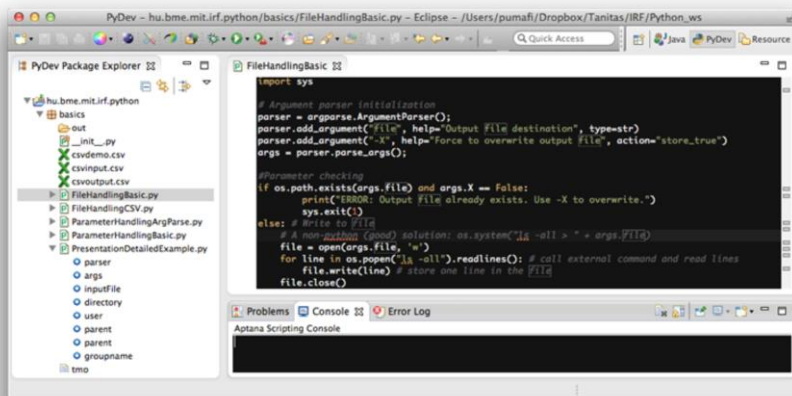 PyDev - hu.bme.mit.irf.python/basics/FileHandlingBasic.py - Eclipse - /Users/pumafi/Dropbox/Tanitas/IRF/Python_ws
Quick Access
Java
PyDev
Resource
PyDev Package Explorer
hu.bme.mit.irf.python
basics
out
__init__.py
csvdemo.csv
csvinput.csv
csvoutput.csv
FileHandlingBasic.py
FileHandlingCSV.py
ParameterHandlingArgParse.py
ParameterHandlingBasic.py
PresentationDetailedExample.py
parser
args
inputFile
directory
user
parent
parent
groupname
tmo
FileHandlingBasic
import sys
# Argument parser initialization
parser = argparse.ArgumentParser();
parser.add_argument("file", help="Output file destination", type=str)
parser.add_argument("-X", help="Force to overwrite output file", action="store_true")
args = parser.parse_args();
#Parameter checking
if os.path.exists(args.file) and args.X == False:
print("ERROR: Output file already exists. Use -X to overwrite.")
sys.exit(1)
else: # Write to file
# A non-python (good) solution: os.system("ls -all > " + args.file)
file = open(args.file, 'w')
for line in os.popen("ls -all").readlines(): # call external command and read lines
file.write(line) # store one line in the file
file.close()
Problems
Console
Error Log
Aptana Scripting Console